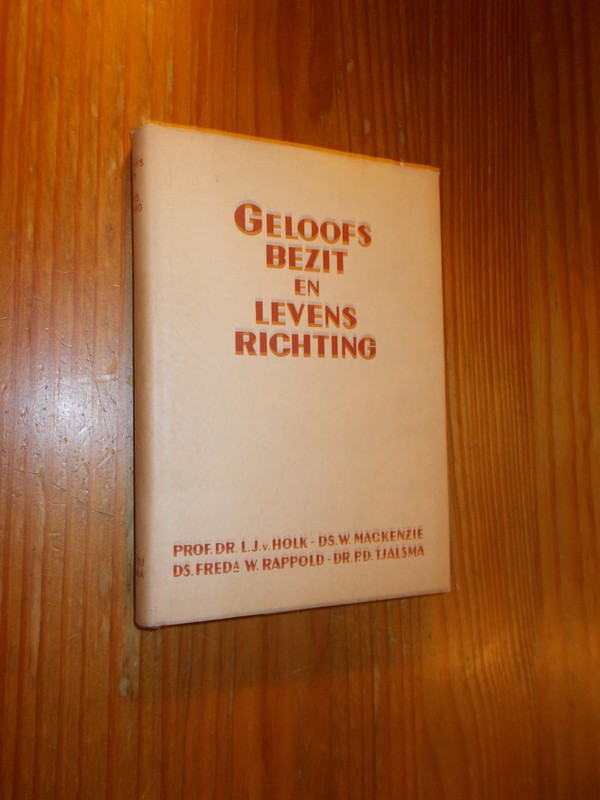 GELOOFS
BEZIT
EN
LEVENS
RICHTING
PROF. DR. L.J. v. HOLK - DS. W. MACKENZIE
DS. FREDA W. RAPPOLD - DR. P.D. TJALSMA